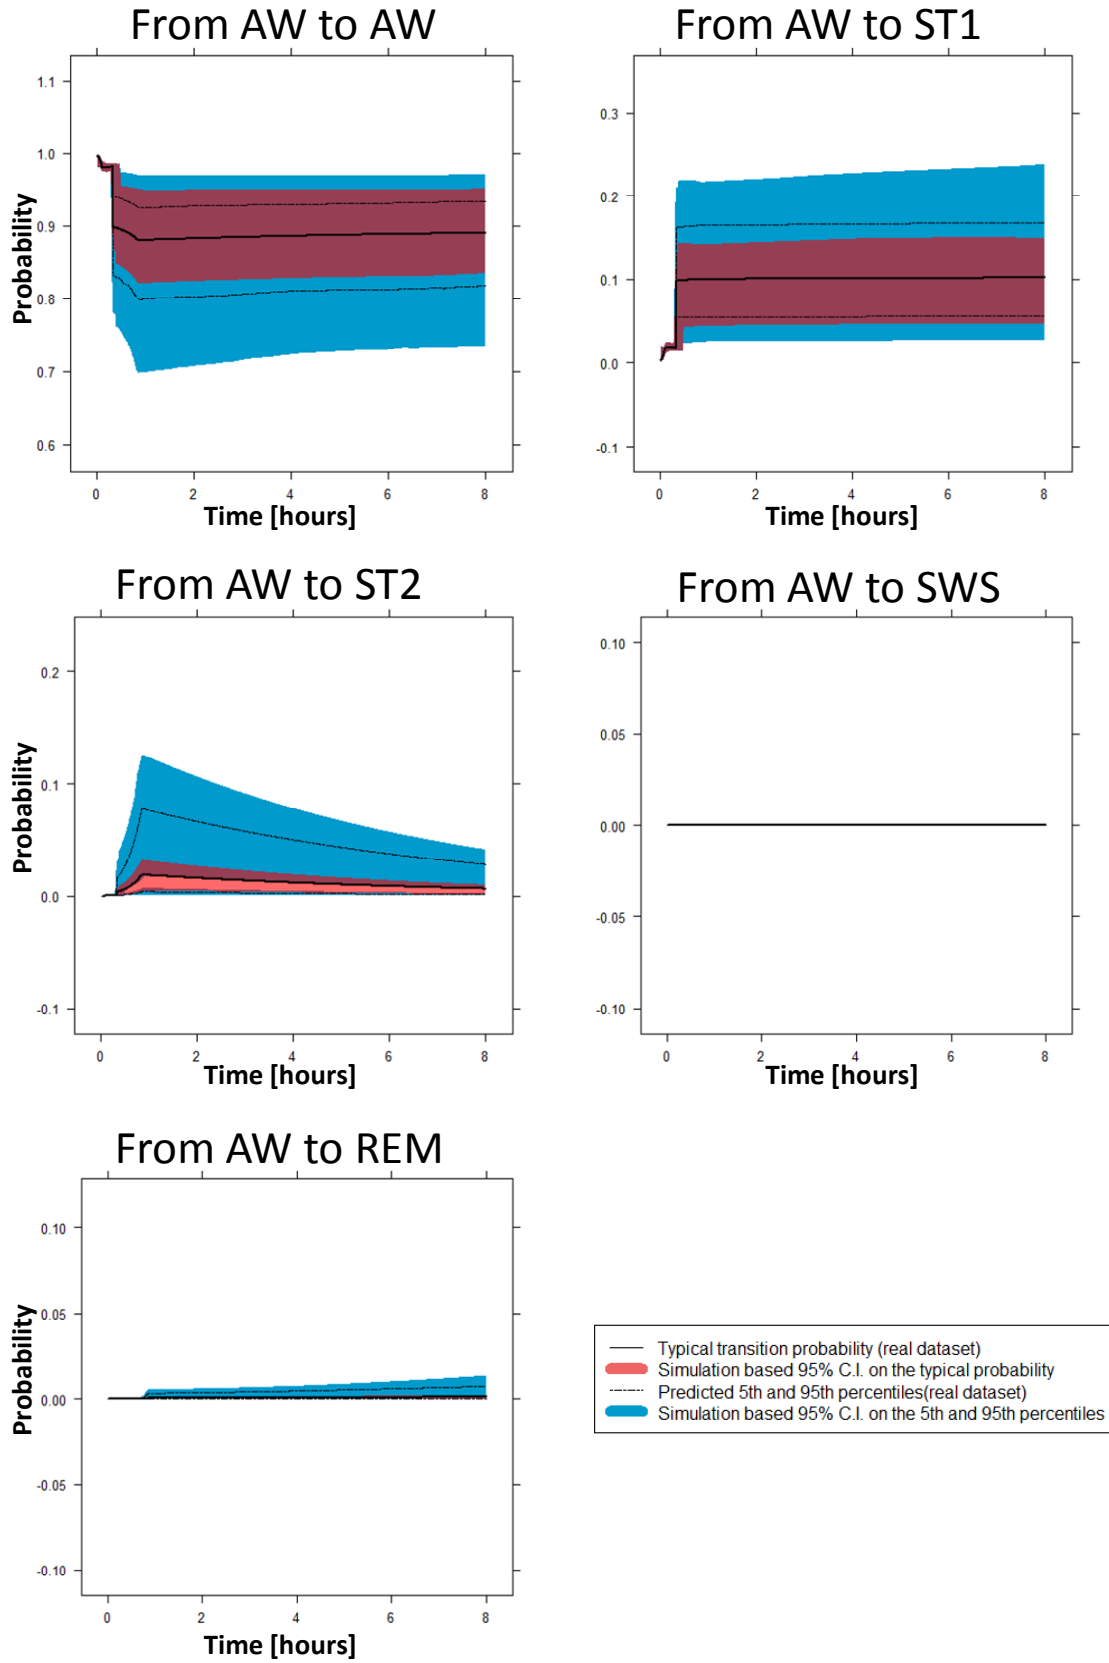 From AW to AW
From AW to ST1
1.1
1.0
0.9
0.8
0.7
0.6
Probability
0 2 4 6 8
Time [hours]
0.3
0.2
0.1
0.0
-0.1
0 2 4 6 8
Time [hours]
From AW to ST2
From AW to SWS
0.2
0.1
0.0
-0.1
Probability
0 2 4 6 8
Time [hours]
0.10
0.05
0.00
-0.05
-0.10
0 2 4 6 8
Time [hours]
From AW to REM
0.10
0.05
0.00
-0.05
-0.10
Probability
0 2 4 6 8
Time [hours]
Typical transition probability (real dataset)
Simulation based 95% C.I. on the typical probability
Predicted 5th and 95th percentiles(real dataset)
Simulation based 95% C.I. on the 5th and 95th percentiles